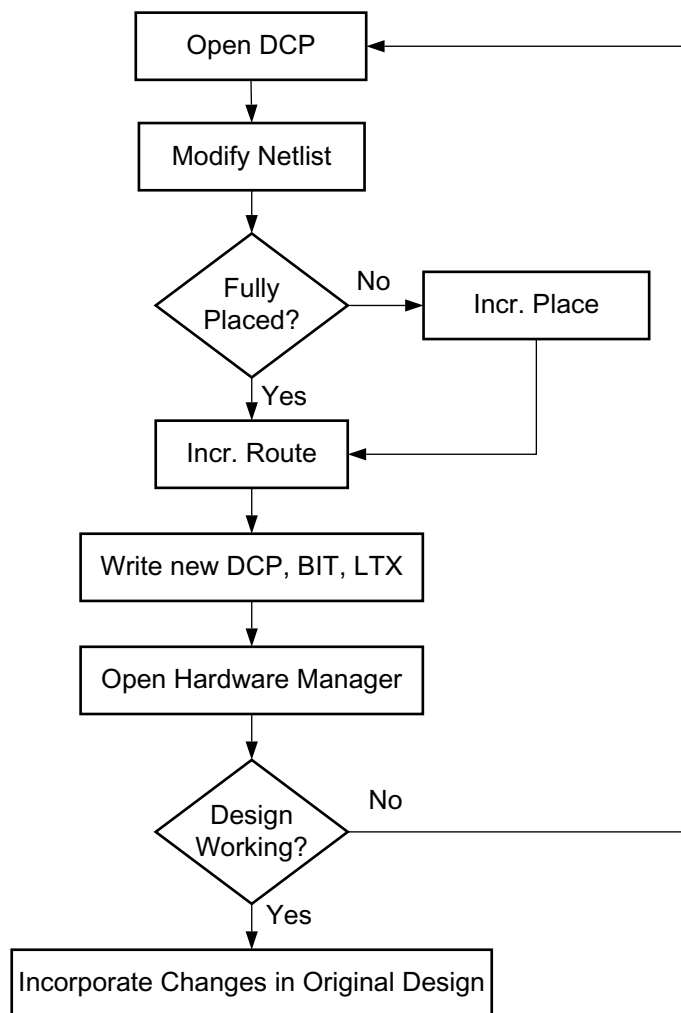 Open DCP
Modify Netlist
Fully
Placed?
No
Incr. Place
Yes
Incr. Route
Write new DCP, BIT, LTX
Open Hardware Manager
Design
Working?
No
Yes
Incorporate Changes in Original Design